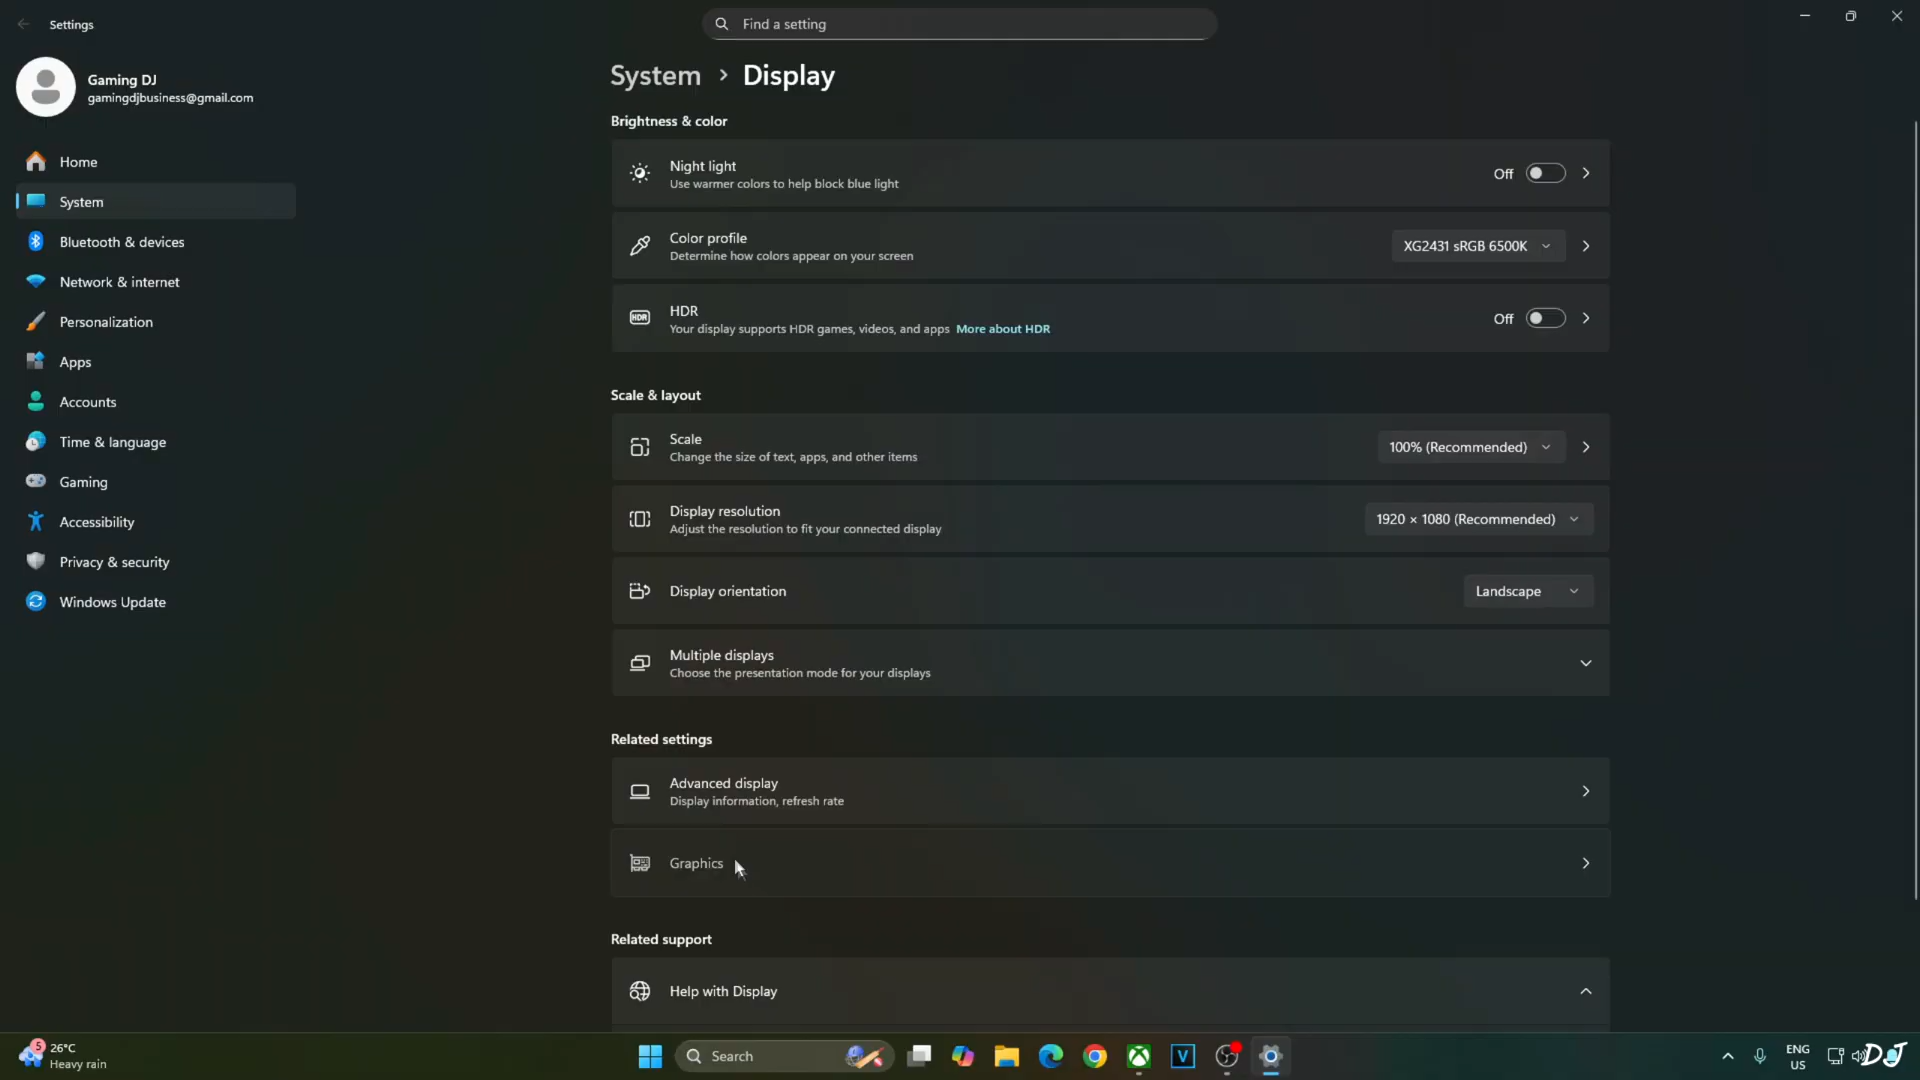 Settings
Find a setting
Gaming DJ
gamingdjbusiness@gmail.com
Home
System
Bluetooth & devices
Network & internet
Personalization
Apps
Accounts
Time & language
Gaming
Accessibility
Privacy & security
Windows Update
System > Display
Brightness & color
Night light
Use warmer colors to help block blue light
Off
Color profile
Determine how colors appear on your screen
XG2431 sRGB 6500K
HDR
HDR
Your display supports HDR games, videos, and apps More about HDR
Off
Scale & layout
Scale
Change the size of text, apps, and other items
100% (Recommended)
Display resolution
Adjust the resolution to fit your connected display
1920 × 1080 (Recommended)
Display orientation
Landscape
Multiple displays
Choose the presentation mode for your displays
Related settings
Advanced display
Display information, refresh rate
Graphics
Related support
Help with Display
5
26°C
Heavy rain
Search
V
ENG
US
DJ